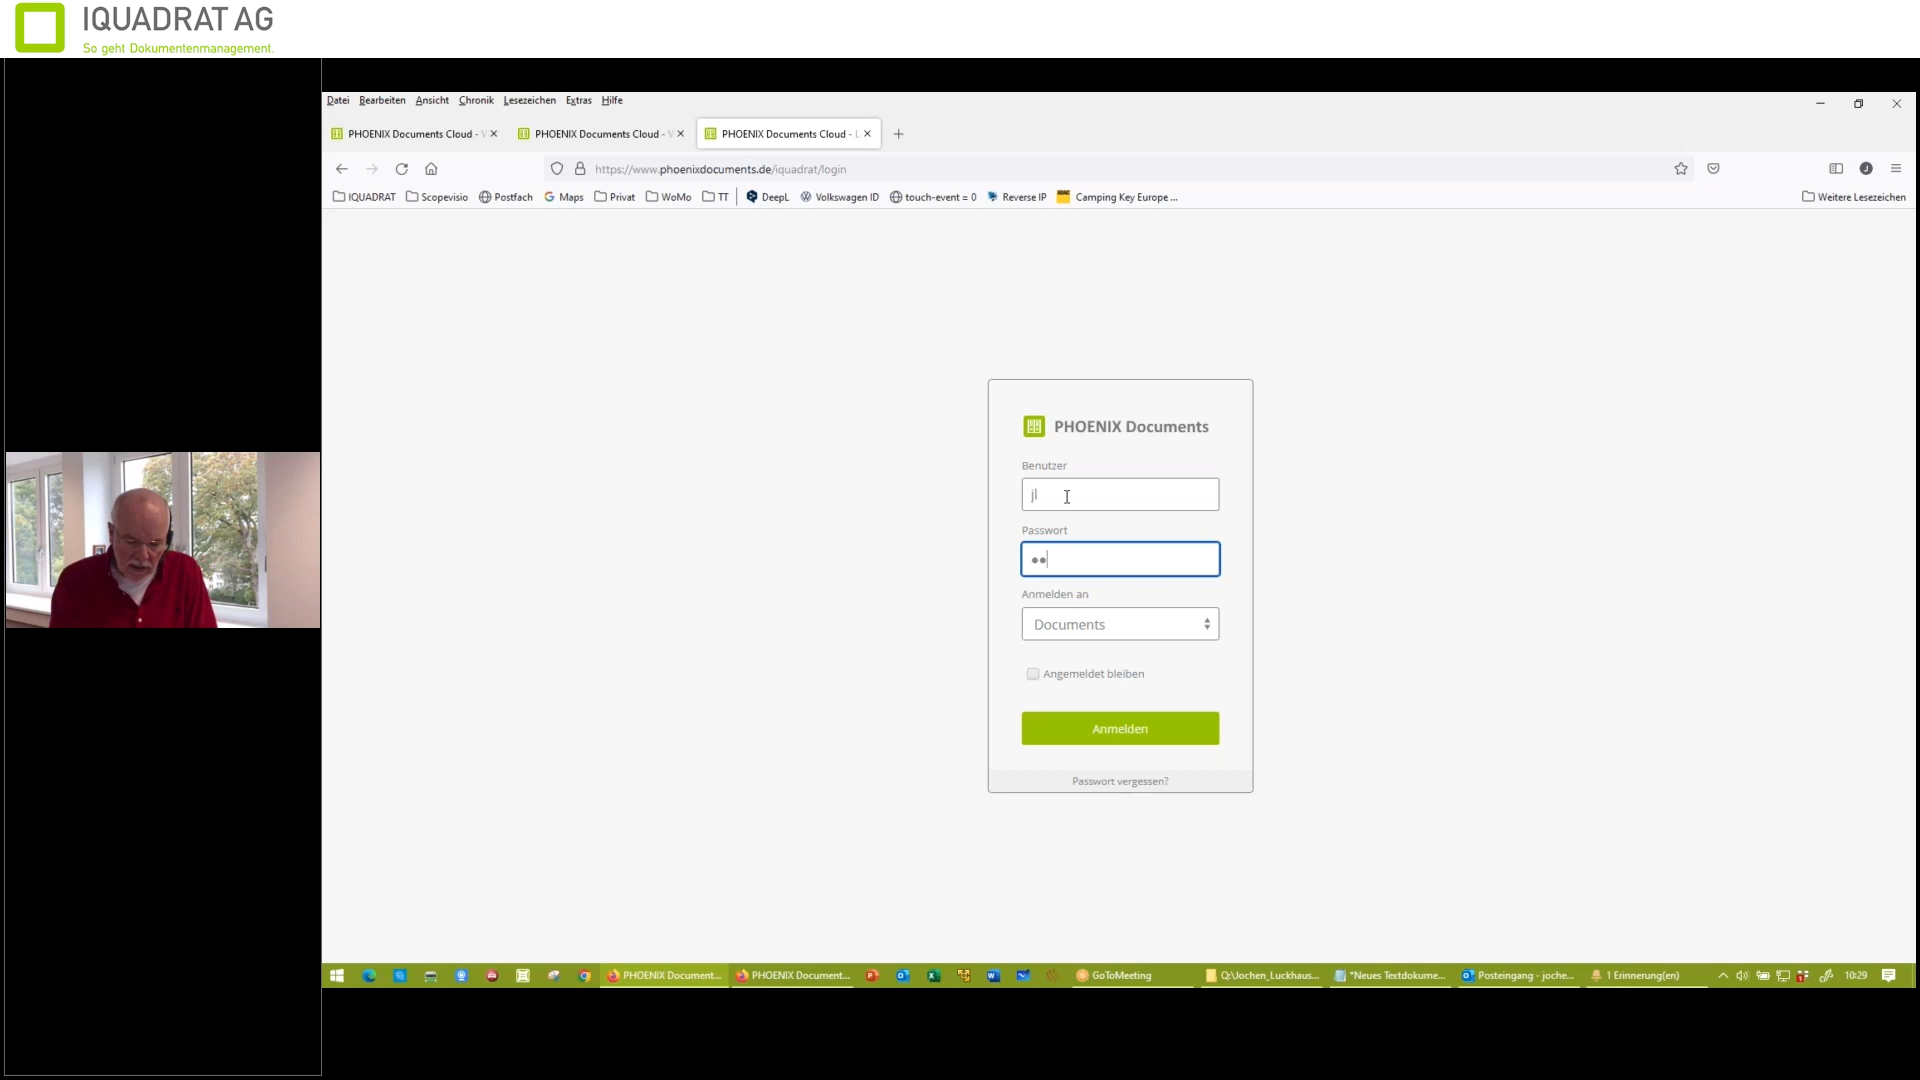 IQUADRAT AG
So geht Dokumentenmanagement.
Datei Bearbeiten Ansicht Chronik Lesezeichen Extras Hilfe
PHOENIX Documents Cloud - V PHOENIX Documents Cloud - V PHOENIX Documents Cloud - L
https://www.phoenixdocuments.de/iquadrat/login
IQUADRAT Scopevisio Postfach Maps Privat WoMo TT DeepL Volkswagen ID touch-event = 0 Reverse IP Camping Key Europe ... Weitere Lesezeichen
PHOENIX Documents
Benutzer
jl
Passwort
Anmelden an
Documents
Angemeldet bleiben
Anmelden
Passwort vergessen?
PHOENIX Document... PHOENIX Document... GoToMeeting Q:\Jochen_Luckhaus... *Neues Textdokume... Posteingang - joche... 1 Erinnerung(en) 10:29